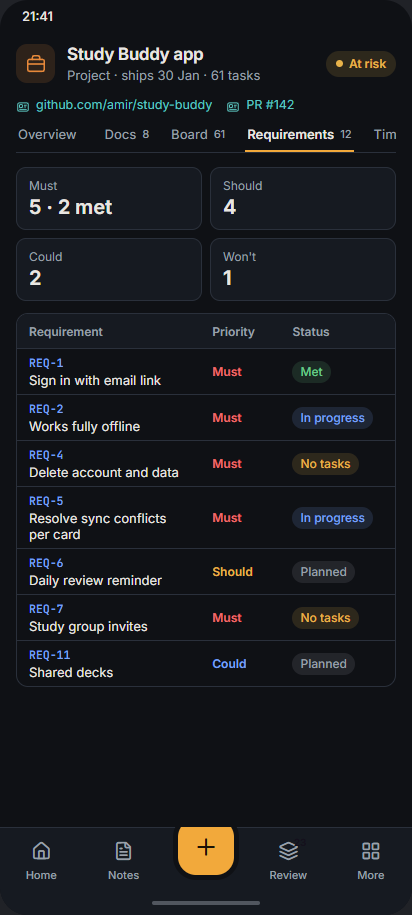 21:41
Study Buddy app
Project · ships 30 Jan · 61 tasks
At risk
github.com/amir/study-buddy
PR #142
Overview
Docs 8
Board 61
Requirements 12
Tim
Must
5 · 2 met
Should
4
Could
2
Won't
1
Requirement
Priority
Status
REQ-1
Sign in with email link
Must
Met
REQ-2
Works fully offline
Must
In progress
REQ-4
Delete account and data
Must
No tasks
REQ-5
Resolve sync conflicts
per card
Must
In progress
REQ-6
Daily review reminder
Should
Planned
REQ-7
Study group invites
Must
No tasks
REQ-11
Shared decks
Could
Planned
Home
Notes
Review
More